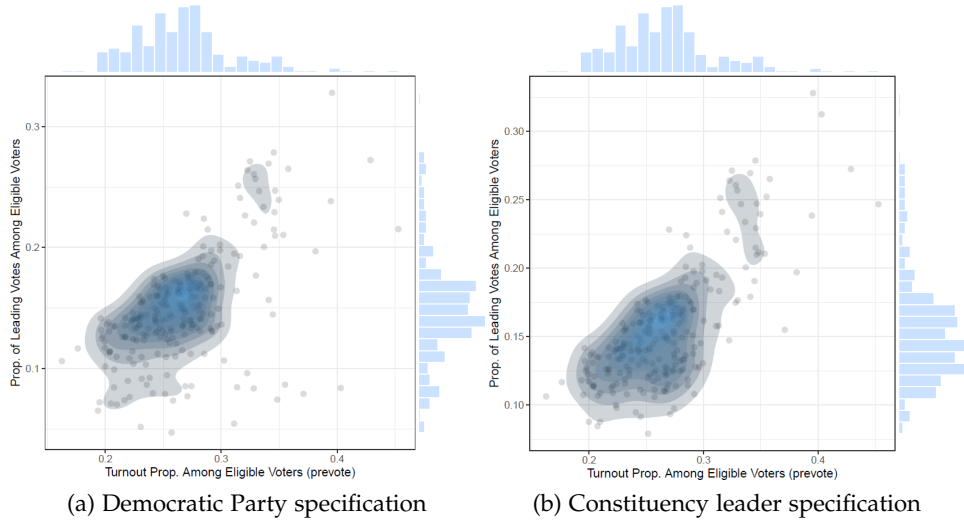 Prop. of Leading Votes Among Eligible Voters
0.3
0.2
0.1
0.2
0.3
0.4
Turnout Prop. Among Eligible Voters (prevote)
(a) Democratic Party specification
Prop. of Leading Votes Among Eligible Voters
0.30
0.25
0.20
0.15
0.10
0.2
0.3
0.4
Turnout Prop. Among Eligible Voters (prevote)
(b) Constituency leader specification